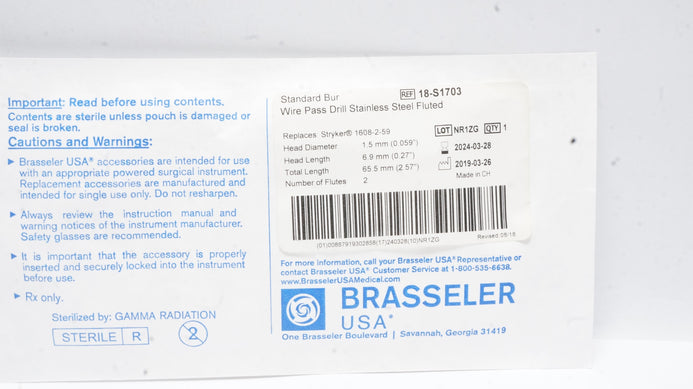 Important: Read before using contents.
Contents are sterile unless pouch is damaged or
seal is broken.
Cautions and Warnings:
▸ Brasseler USA® accessories are intended for use
with an appropriate powered surgical instrument.
Replacement accessories are manufactured and
intended for single use only. Do not resharpen.
▸ Always review the instruction manual and
warning notices of the instrument manufacturer.
Safety glasses are recommended.
▸ It is important that the accessory is properly
inserted and securely locked into the instrument
before use.
▸ Rx only.
Sterilized by: GAMMA RADIATION
STERILE R
2
Standard Bur REF 18-S1703
Wire Pass Drill Stainless Steel Fluted
Replaces: Stryker® 1608-2-59 LOT NR1ZG QTY 1
Head Diameter 1.5 mm (0.059") 2024-03-28
Head Length 6.9 mm (0.27") 2019-03-26
Total Length 65.5 mm (2.57") Made in CH
Number of Flutes 2
(01)00887919302858(17)240328(10)NR1ZG Revised 05/18
For more information, call your Brasseler USA® Representative or
contact Brasseler USA® Customer Service at 1-800-535-6638.
www.BrasselerUSAMedical.com
BRASSELER
USA®
One Brasseler Boulevard | Savannah, Georgia 31419